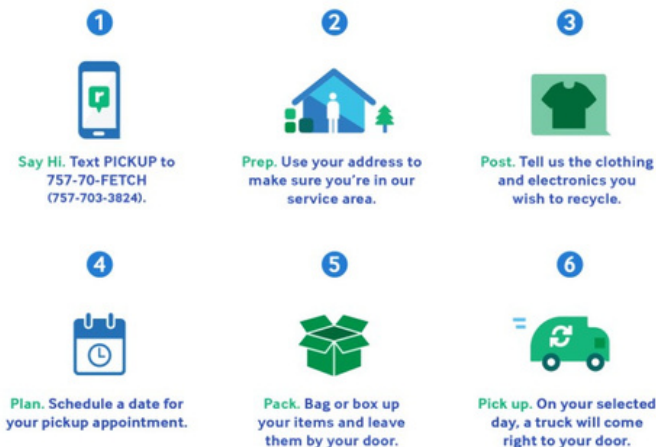 1
2
3
r
Say Hi. Text PICKUP to
757-70-FETCH
(757-703-3824).
Prep. Use your address to
make sure you're in our
service area.
Post. Tell us the clothing
and electronics you
wish to recycle.
4
5
6
Plan. Schedule a date for
your pickup appointment.
Pack. Bag or box up
your items and leave
them by your door.
Pick up. On your selected
day, a truck will come
right to your door.